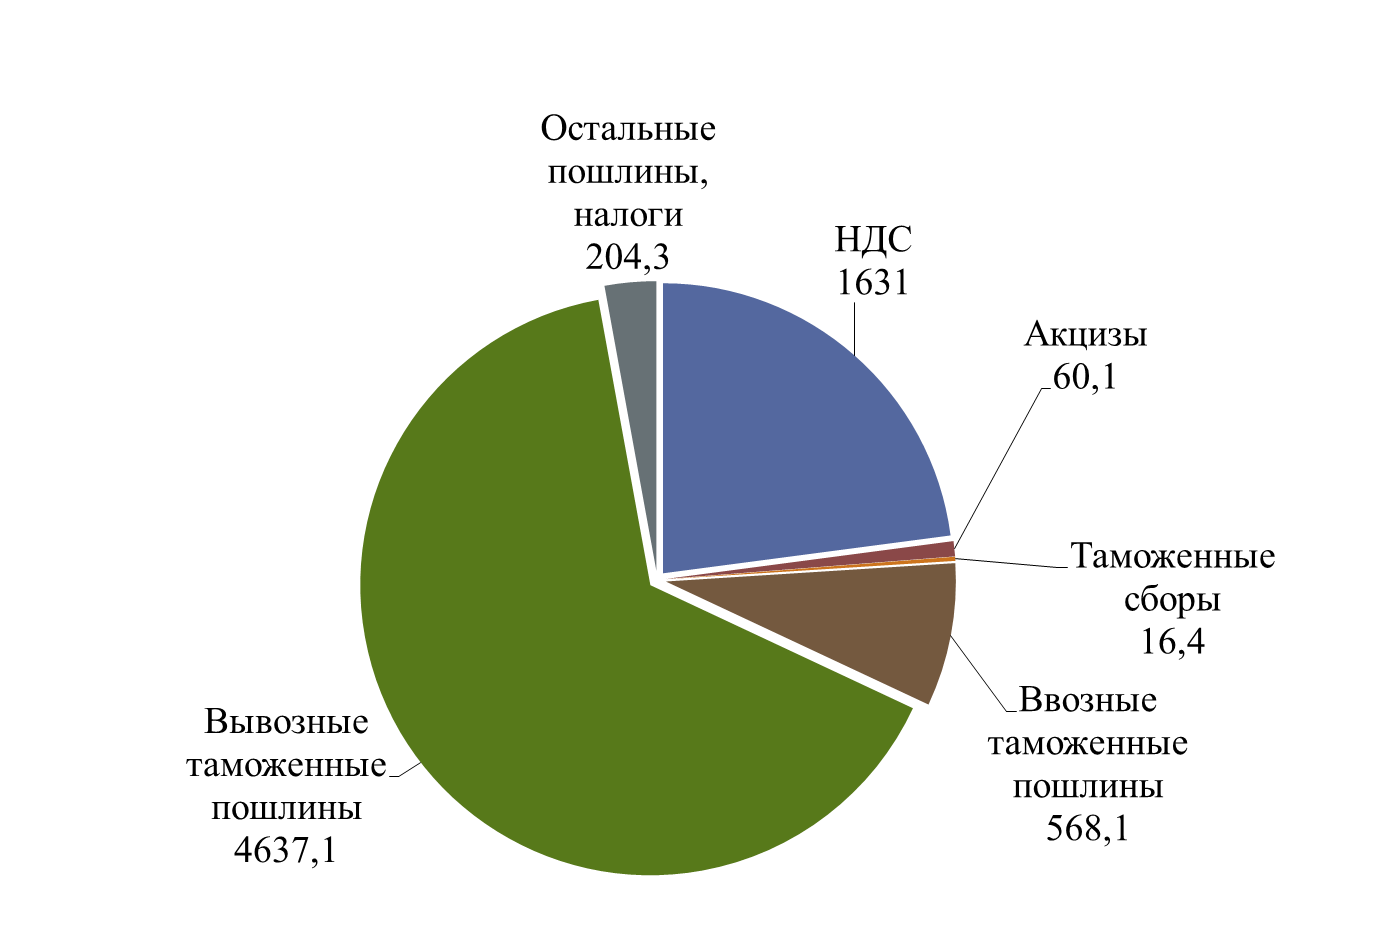 Остальные
пошлины,
налоги
204,3
НДС
1631
Акцизы
60,1
Таможенные
сборы
16,4
Ввозные
таможенные
пошлины
568,1
Вывозные
таможенные
пошлины
4637,1